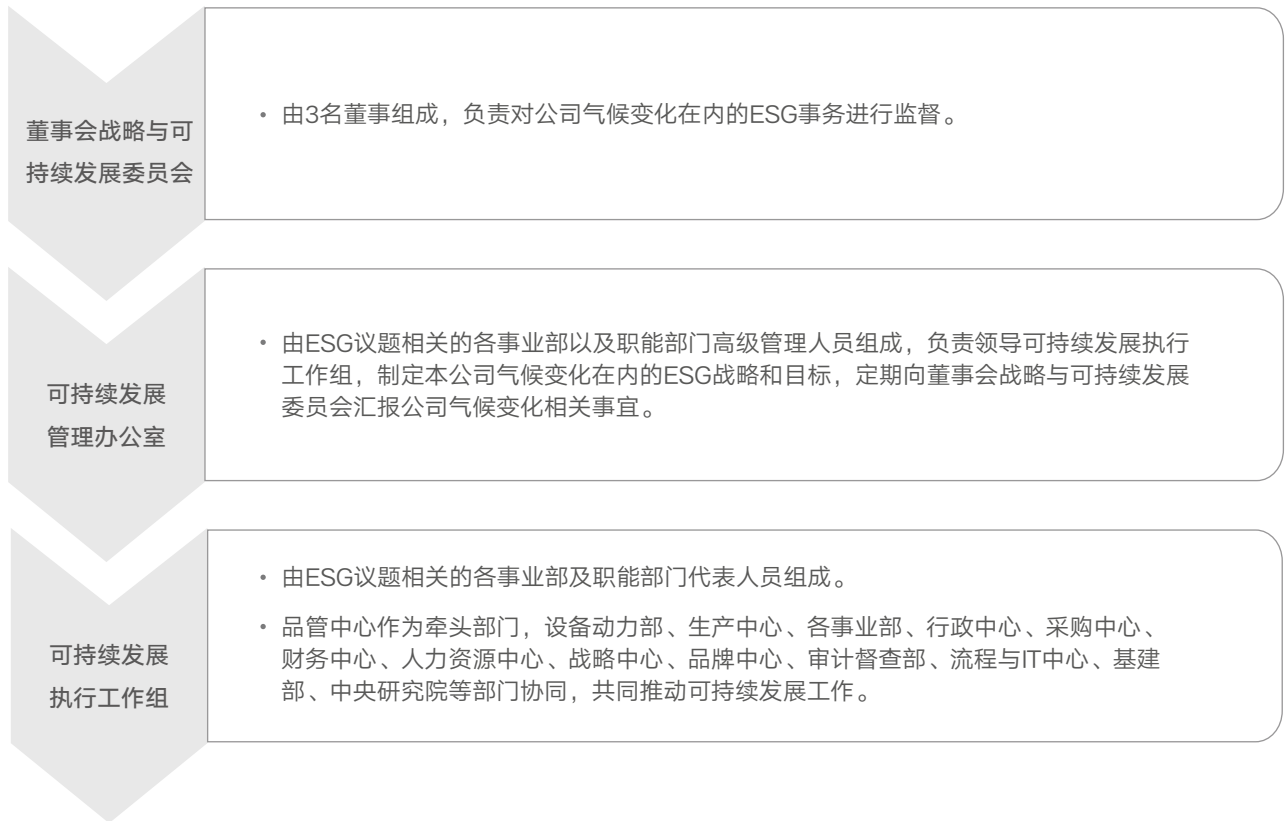 董事会战略与可
持续发展委员会
• 由3名董事组成，负责对公司气候变化在内的ESG事务进行监督。
可持续发展
管理办公室
• 由ESG议题相关的各事业部以及职能部门高级管理人员组成，负责领导可持续发展执行
工作组，制定本公司气候变化在内的ESG战略和目标，定期向董事会战略与可持续发展
委员会汇报公司气候变化相关事宜。
可持续发展
执行工作组
• 由ESG议题相关的各事业部及职能部门代表人员组成。
• 品管中心作为牵头部门，设备动力部、生产中心、各事业部、行政中心、采购中心、
财务中心、人力资源中心、战略中心、品牌中心、审计督查部、流程与IT中心、基建
部、中央研究院等部门协同，共同推动可持续发展工作。